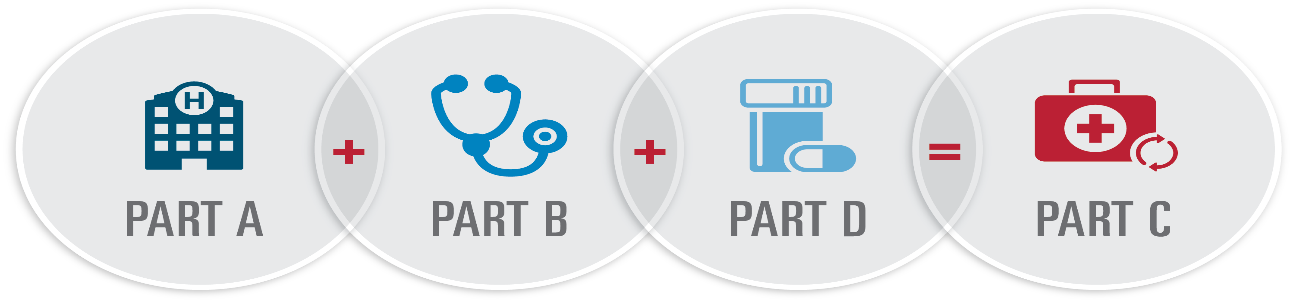 H
PART A + PART B + PART D = PART C